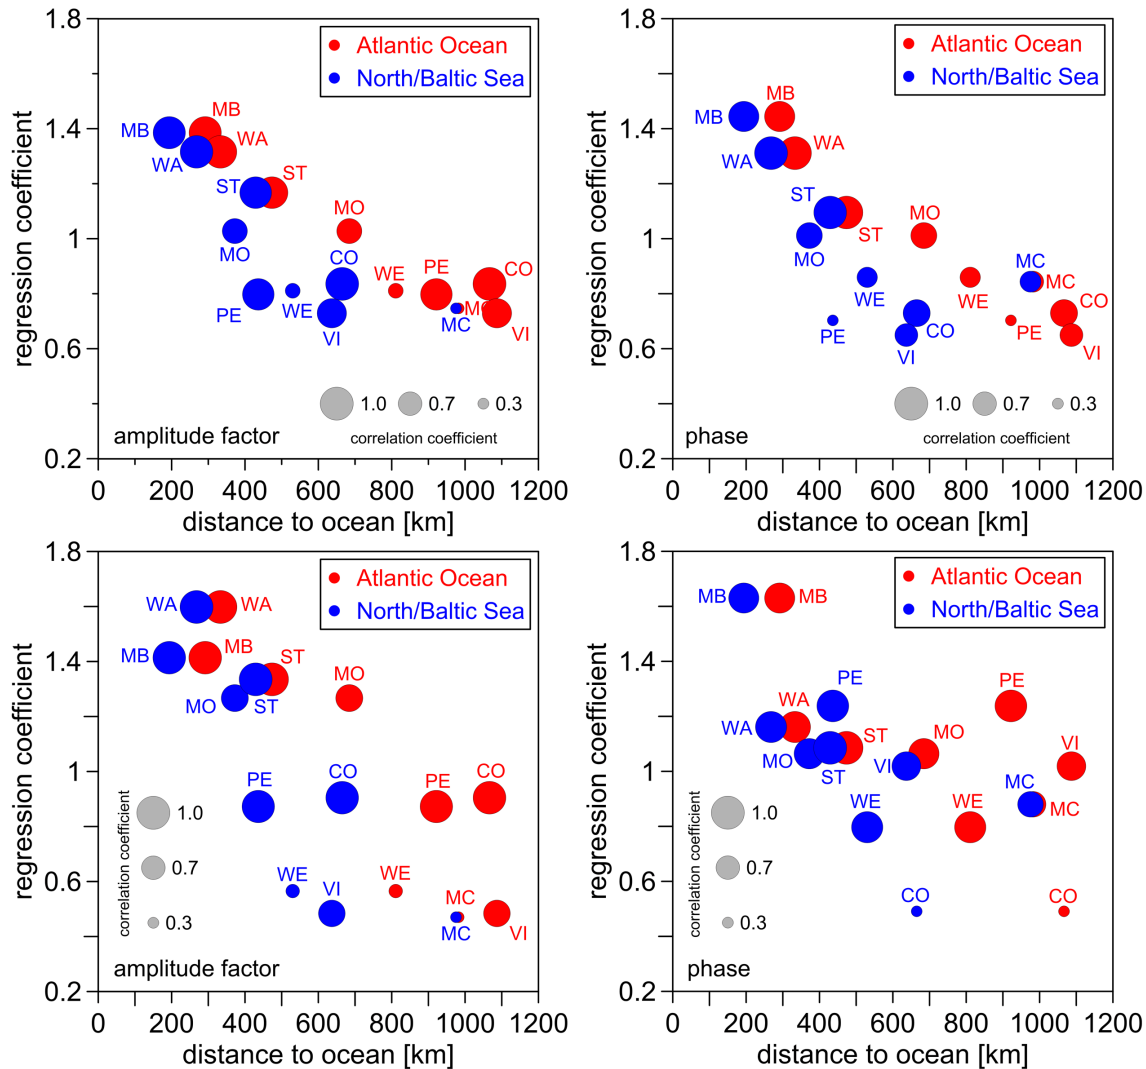 1.8
Atlantic Ocean
North/Baltic Sea
MB
MB
1.4
WA
WA
ST
ST
MO
MO
1
CO
CO
WE
PE
PE
WE
MC
MC
VI
VI
0.6
1.0
0.7
0.3
correlation coefficient
amplitude factor
0.2
0 200 400 600 800 1000 1200
distance to ocean [km]
regression coefficient
1.8
Atlantic Ocean
North/Baltic Sea
MB
MB
1.4
WA
WA
ST
ST
MO
MO
1
MC
MC
WE
WE
CO
CO
PE
PE
VI
VI
0.6
1.0
0.7
0.3
correlation coefficient
phase
0.2
0 200 400 600 800 1000 1200
distance to ocean [km]
regression coefficient
1.8
Atlantic Ocean
North/Baltic Sea
WA
WA
MB
MB
1.4
ST
ST
MO
MO
1
PE
CO
PE
CO
1.0
0.7
0.3
correlation coefficient
0.6
WE
WE
VI
VI
MC
MC
amplitude factor
0.2
0 200 400 600 800 1000 1200
distance to ocean [km]
regression coefficient
1.8
Atlantic Ocean
North/Baltic Sea
MB
MB
1.4
PE
PE
WA
WA
ST
ST
MO
MO
VI
VI
1
MC
MC
WE
WE
1.0
0.7
0.3
correlation coefficient
0.6
CO
CO
phase
0.2
0 200 400 600 800 1000 1200
distance to ocean [km]
regression coefficient